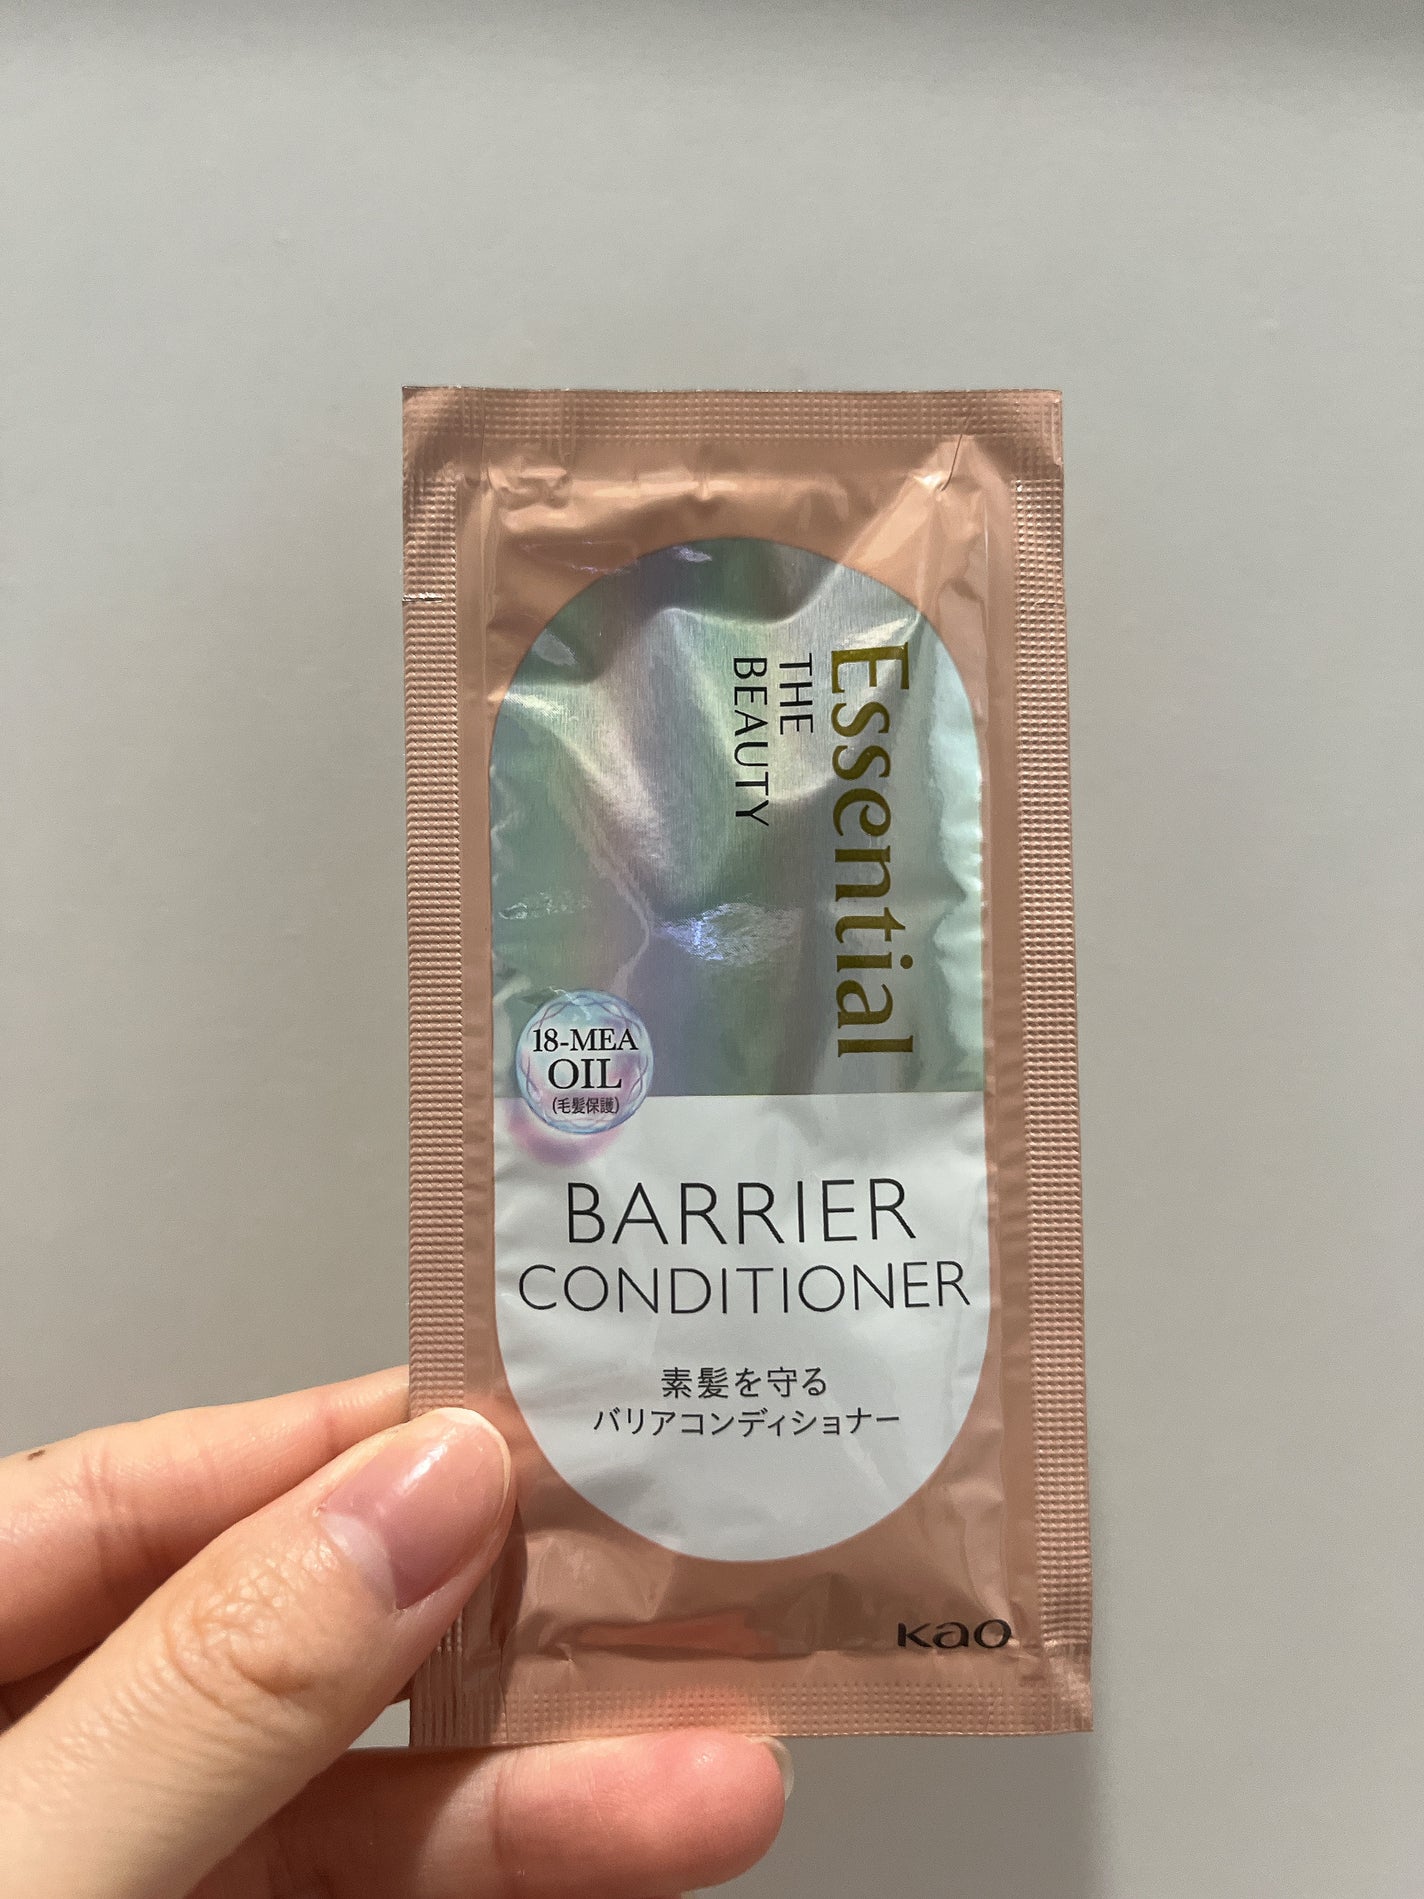 Essential
THE
BEAUTY
18-MEA
OIL
(毛髪保護)
BARRIER
CONDITIONER
素髪を守る
バリアコンディショナー
Kao